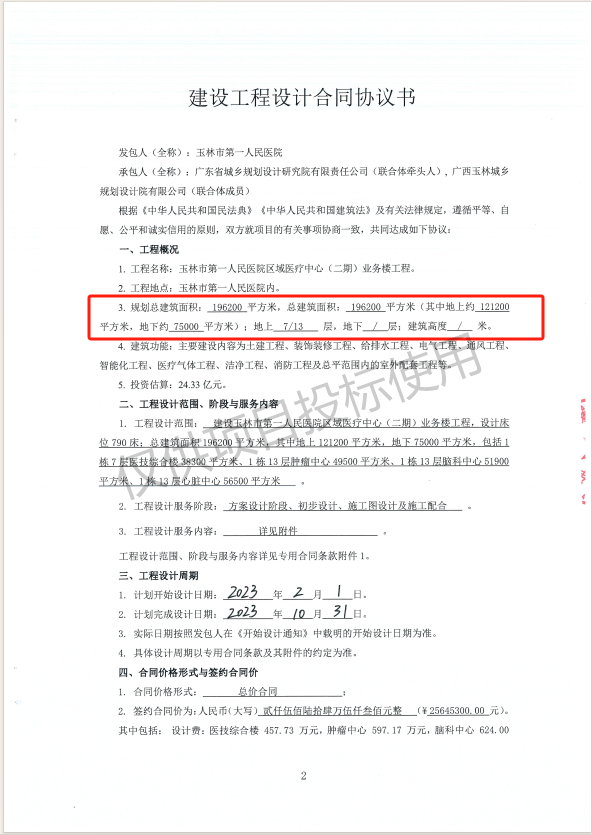 建设工程设计合同协议书
发包人（全称）：玉林市第一人民医院
承包人（全称）：广东省城乡规划设计研究院有限责任公司（联合体牵头人），广西玉林城乡
规划设计院有限公司（联合体成员）
根据《中华人民共和国民法典》《中华人民共和国建筑法》及有关法律规定，遵循平等、自
愿、公平和诚实信用的原则，双方就项目的有关事项协商一致，共同达成如下协议：
一、工程概况
1. 工程名称：玉林市第一人民医院区域医疗中心（二期）业务楼工程。
2. 工程地点：玉林市第一人民医院内。
3. 规划总建筑面积： 196200 平方米，总建筑面积： 196200 平方米（其中地上约 121200
平方米，地下约 75000 平方米）；地上 7/13 层，地下 / 层；建筑高度 / 米。
4. 建筑功能：主要建设内容为土建工程、装饰装修工程、给排水工程、电气工程、通风工程、
智能化工程、医疗气体工程、洁净工程、消防工程及总平范围内的室外配套工程等。
5. 投资估算：24.33 亿元。
二、工程设计范围、阶段与服务内容
1. 工程设计范围： 建设玉林市第一人民医院区域医疗中心（二期）业务楼工程，设计床
位 790 床；总建筑面积 196200 平方米，其中地上 121200 平方米，地下 75000 平方米，包括 1
栋 7 层医技综合楼 38300 平方米、1 栋 13 层肿瘤中心 49500 平方米、1 栋 13 层脑科中心 51900
平方米、1 栋 13 层心脏中心 56500 平方米 。
2. 工程设计服务阶段： 方案设计阶段、初步设计、施工图设计及施工配合 。
3. 工程设计服务内容： 详见附件 。
工程设计范围、阶段与服务内容详见专用合同条款附件 1。
三、工程设计周期
1. 计划开始设计日期：2023 年 2 月 1 日。
2. 计划完成设计日期：2023 年 10 月 31 日。
3. 实际日期按照发包人在《开始设计通知》中载明的开始设计日期为准。
4. 具体设计周期以专用合同条款及其附件的约定为准。
四、合同价格形式与签约合同价
1. 合同价格形式： 总价合同 ；
2. 签约合同价为：人民币（大写）贰仟伍佰陆拾肆万伍仟叁佰元整 （¥25645300.00 元）。
其中包括： 设计费：医技综合楼 457.73 万元，肿瘤中心 597.17 万元，脑科中心 624.00
2
仅供项目投标使用